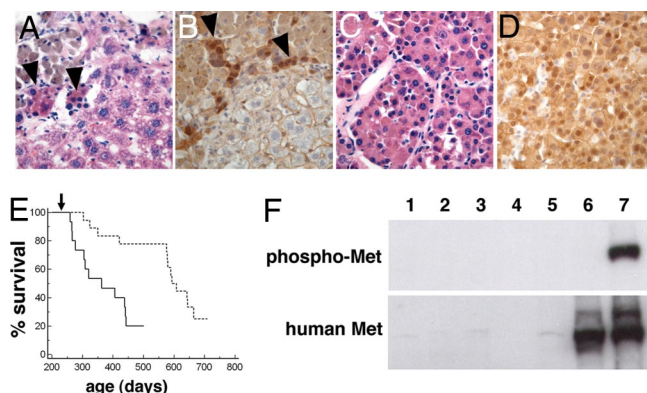 A B C D
E
100
80
60
40
20
0
% survival
200 300 400 500 600 700 800
age (days)
F
1 2 3 4 5 6 7
phospho-Met
human Met